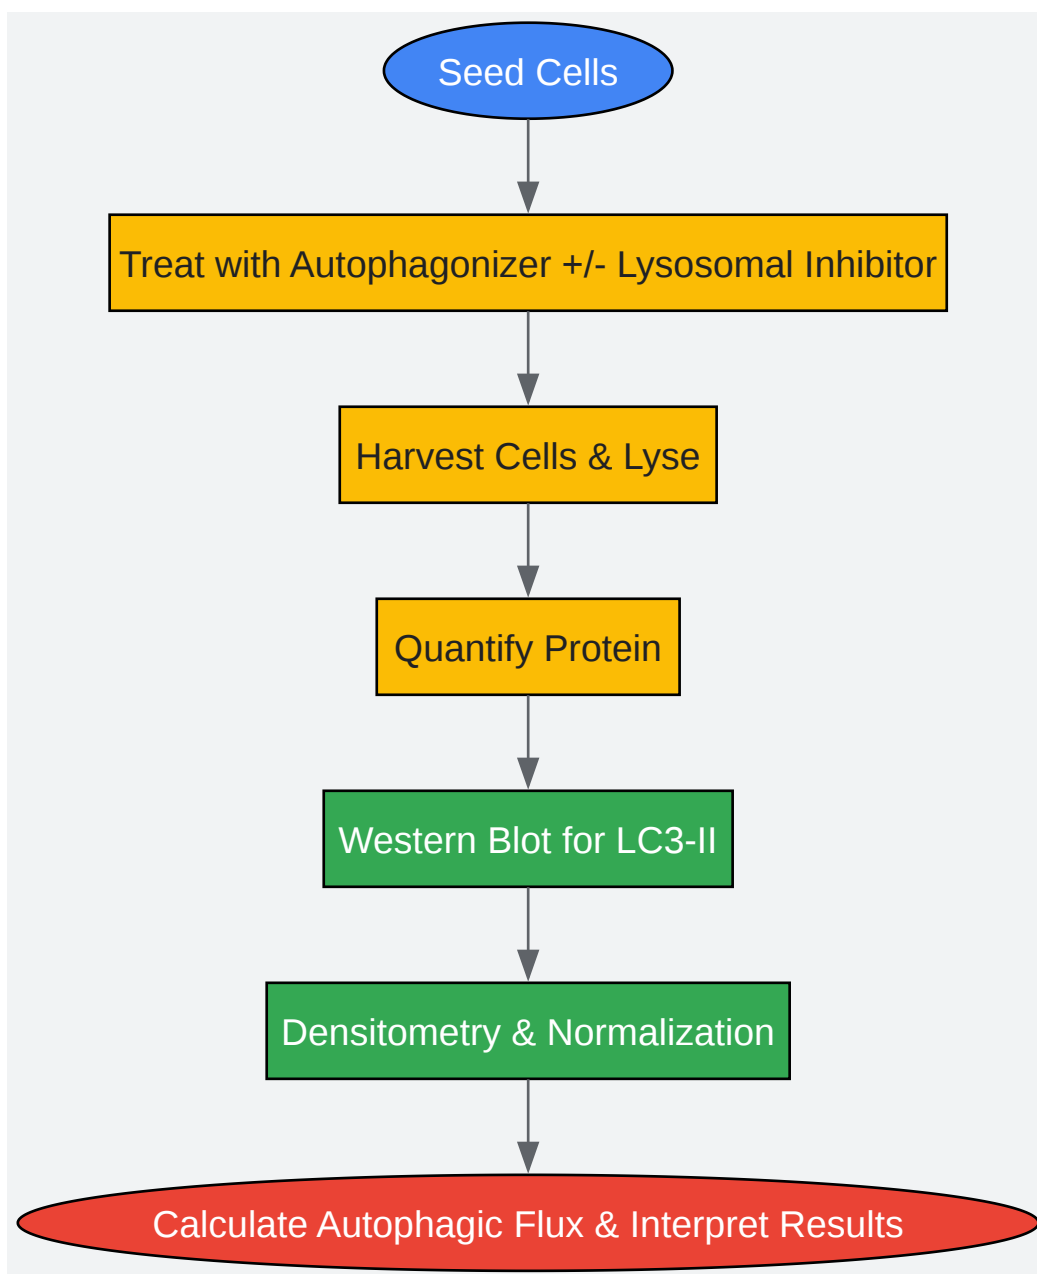 Seed Cells
Treat with Autophagonizer +/- Lysosomal Inhibitor
Harvest Cells & Lyse
Quantify Protein
Western Blot for LC3-II
Densitometry & Normalization
Calculate Autophagic Flux & Interpret Results